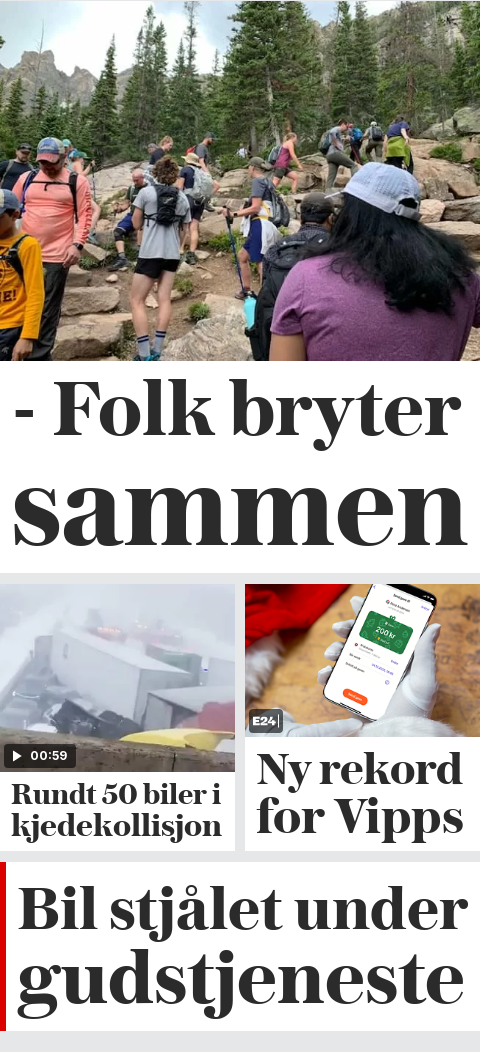 - Folk bryter
sammen
00:59
Rundt 50 biler i
kjedekollisjon
200 kr
E24
Ny rekord
for Vipps
Bil stjålet under
gudstjeneste